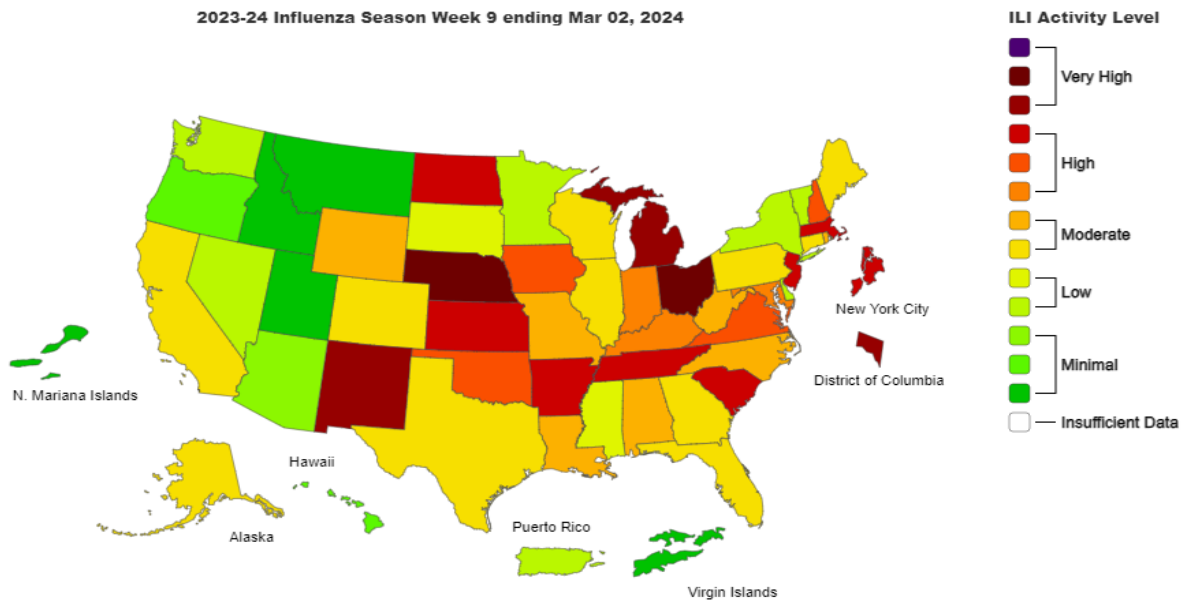 2023-24 Influenza Season Week 9 ending Mar 02, 2024
ILI Activity Level
Very High
High
Moderate
Low
Minimal
Insufficient Data
New York City
District of Columbia
N. Mariana Islands
Hawaii
Alaska
Puerto Rico
Virgin Islands